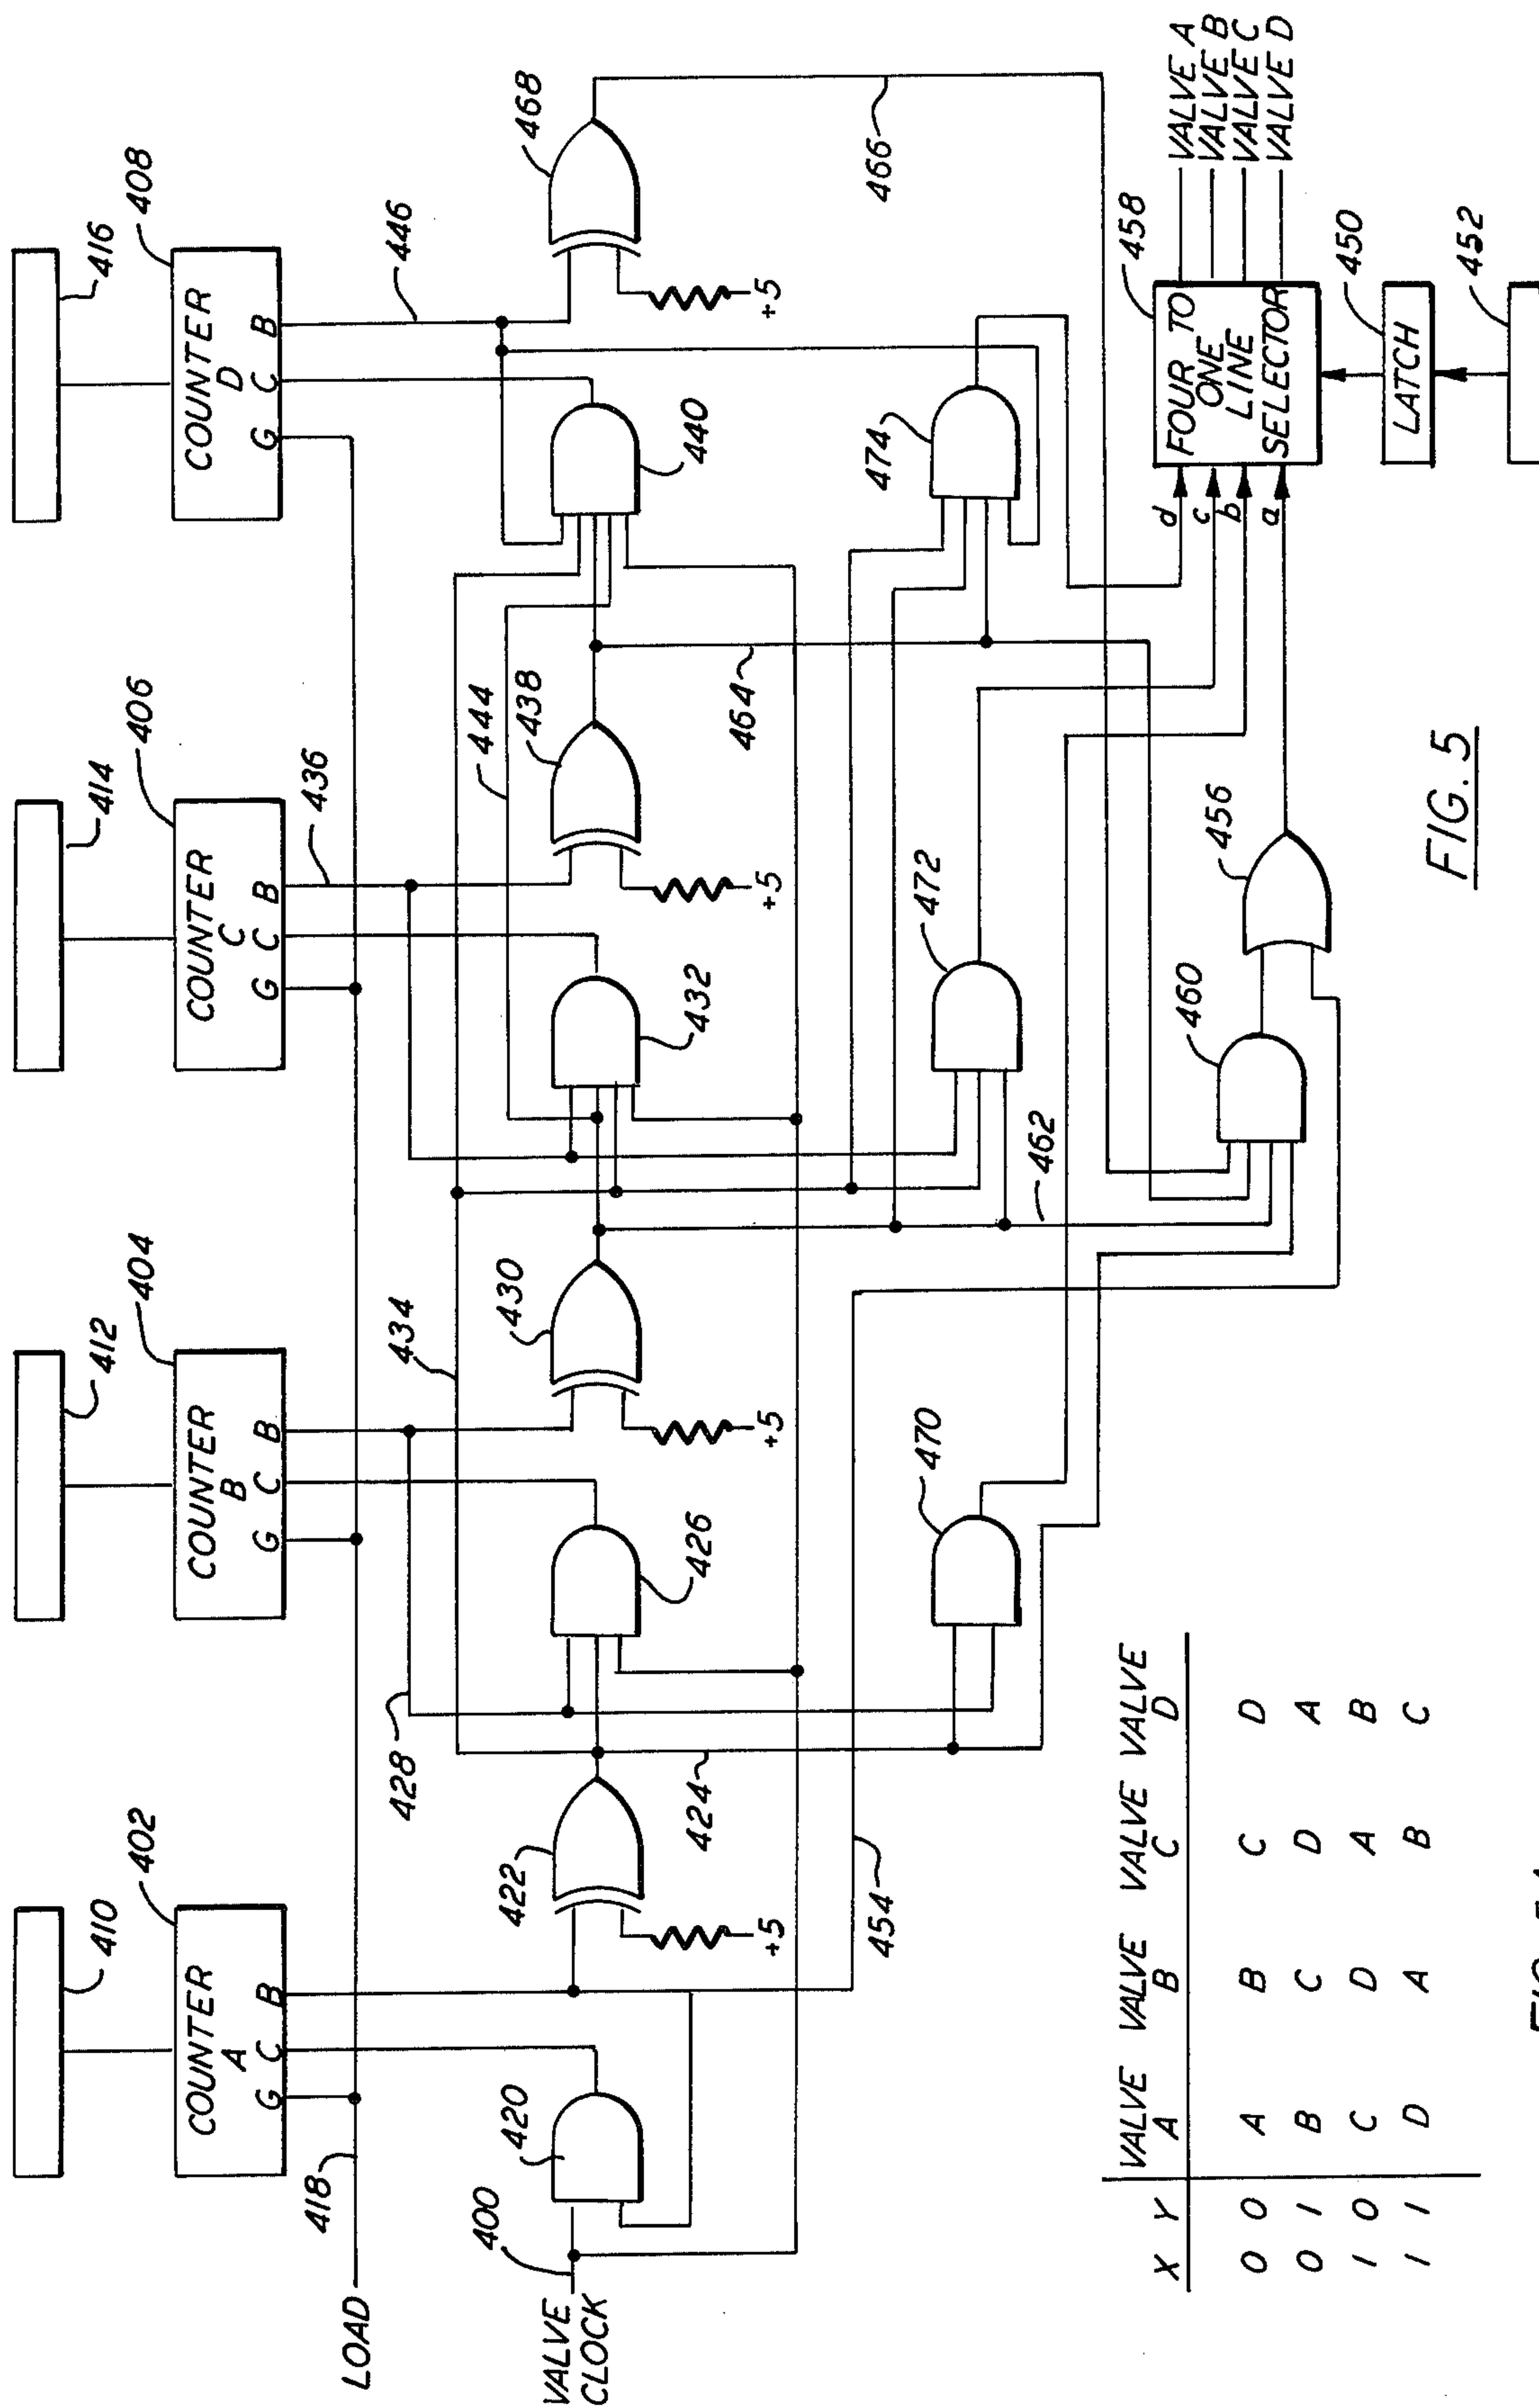 410
412
414
416
402
404
406
408
COUNTER
A
G C B
COUNTER
B
G C B
COUNTER
C
G C B
COUNTER
D
G C B
LOAD
418
428
434
436
444
446
VALVE
CLOCK
400
420
422
426
430
432
438
440
468
+5
+5
+5
+5
424
454
470
462
472
464
474
466
460
456
d
c
b
a
FOUR TO
ONE
LINE
SELECTOR
458
VALVE A
VALVE B
VALVE C
VALVE D
LATCH
450
452
X Y VALVE A VALVE B VALVE C VALVE D
0 0 A B C D
0 1 B C D A
1 0 C D A B
1 1 D A B C
FIG. 5